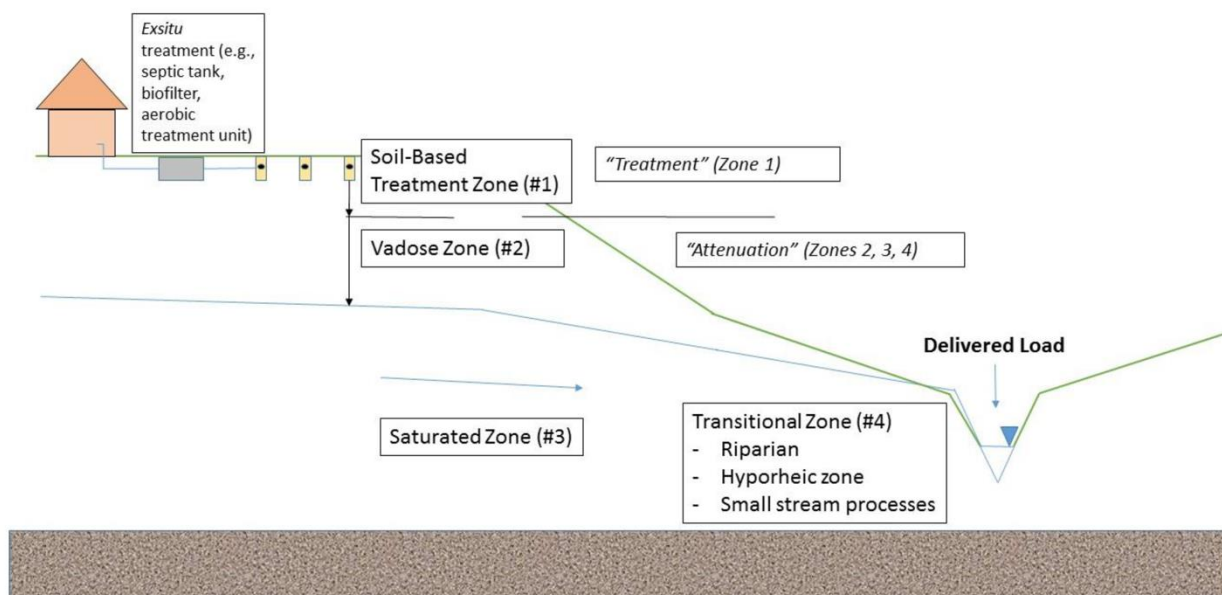 Exsitu
treatment (e.g.,
septic tank,
biofilter,
aerobic
treatment unit)
Soil-Based
Treatment Zone (#1)
“Treatment” (Zone 1)
Vadose Zone (#2)
“Attenuation” (Zones 2, 3, 4)
Delivered Load
Saturated Zone (#3)
Transitional Zone (#4)
- Riparian
- Hyporheic zone
- Small stream processes